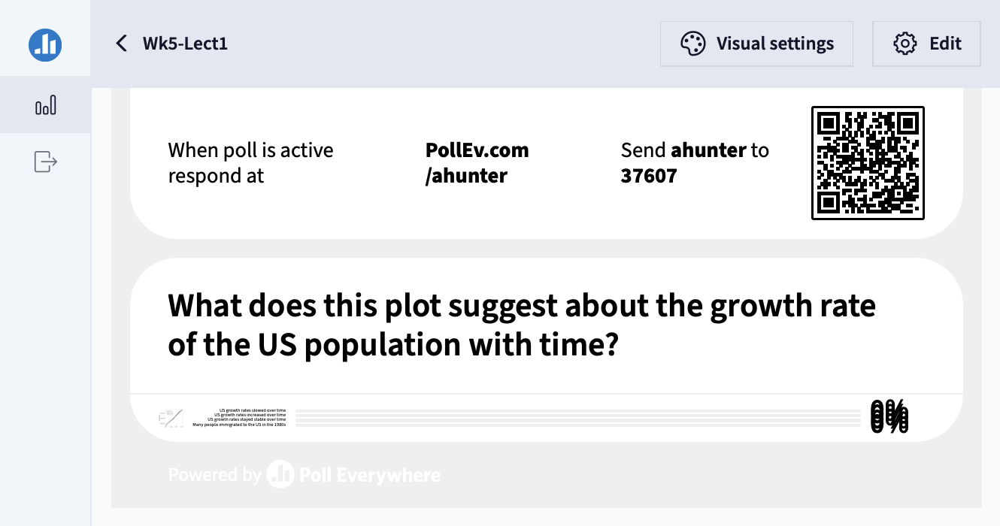 Wk5-Lect1
Visual settings
Edit
When poll is active
respond at
PollEv.com
/ahunter
Send ahunter to
37607
What does this plot suggest about the growth rate
of the US population with time?
US growth rates slowed over time
US growth rates increased over time
US growth rates stayed stable over time
Many people immigrated to the US in the 1980s
0%
Powered by Poll Everywhere